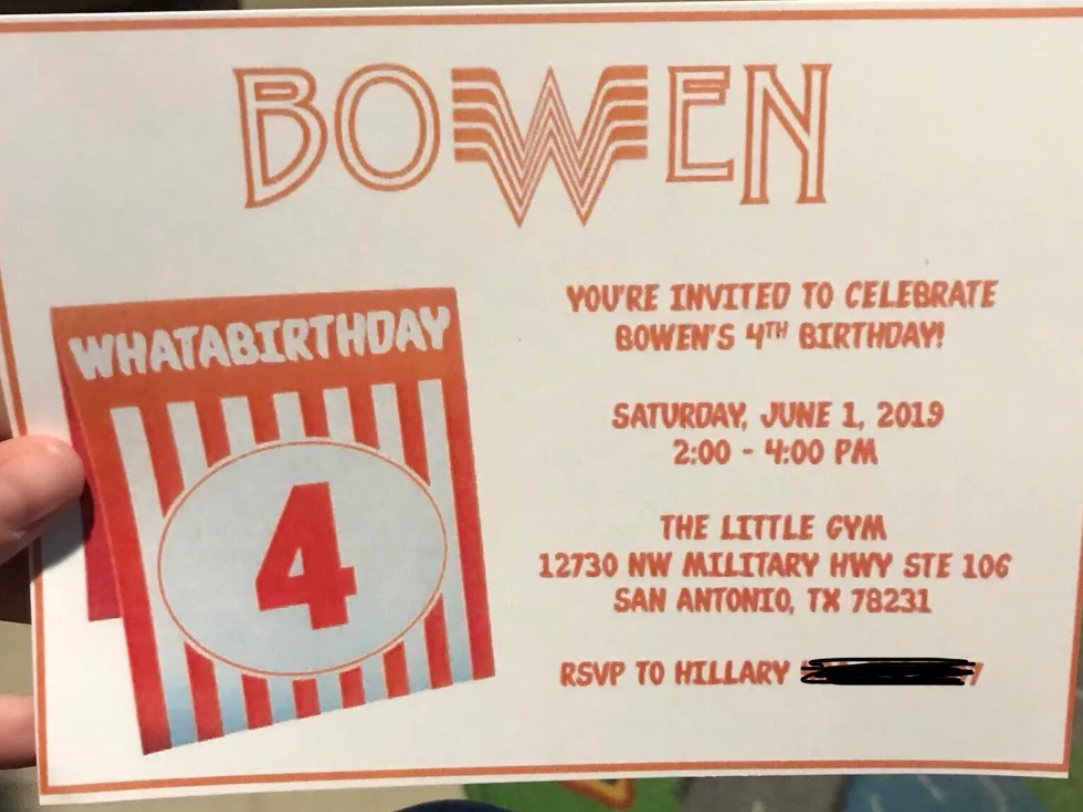 BOWEN
WHATABIRTHDAY
4
YOU'RE INVITED TO CELEBRATE
BOWEN'S 4TH BIRTHDAY!
SATURDAY, JUNE 1, 2019
2:00 - 4:00 PM
THE LITTLE GYM
12730 NW MILITARY HWY STE 106
SAN ANTONIO, TX 78231
RSVP TO HILLARY